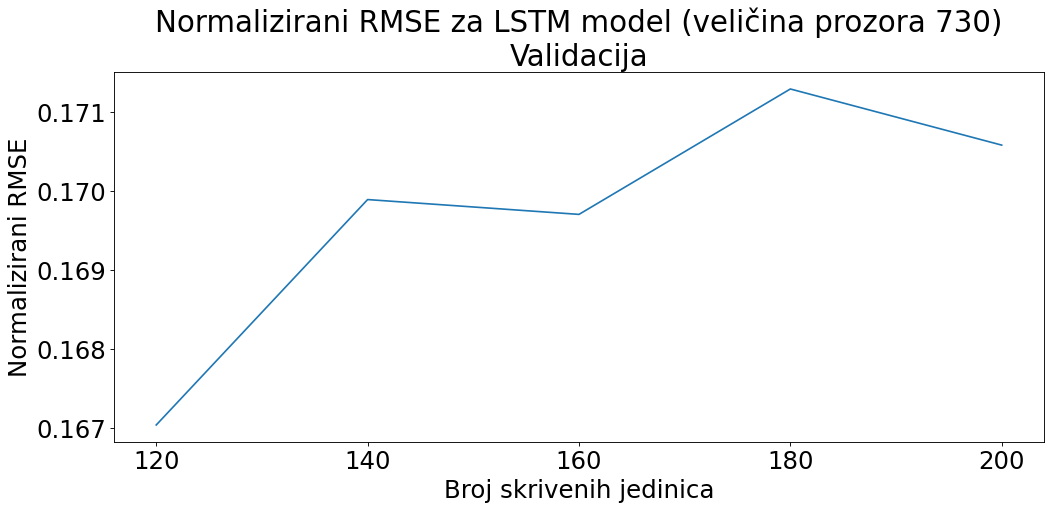 Normalizirani RMSE za LSTM model (veličina prozora 730)
Validacija
Normalizirani RMSE
0.171
0.170
0.169
0.168
0.167
120 140 160 180 200
Broj skrivenih jedinica